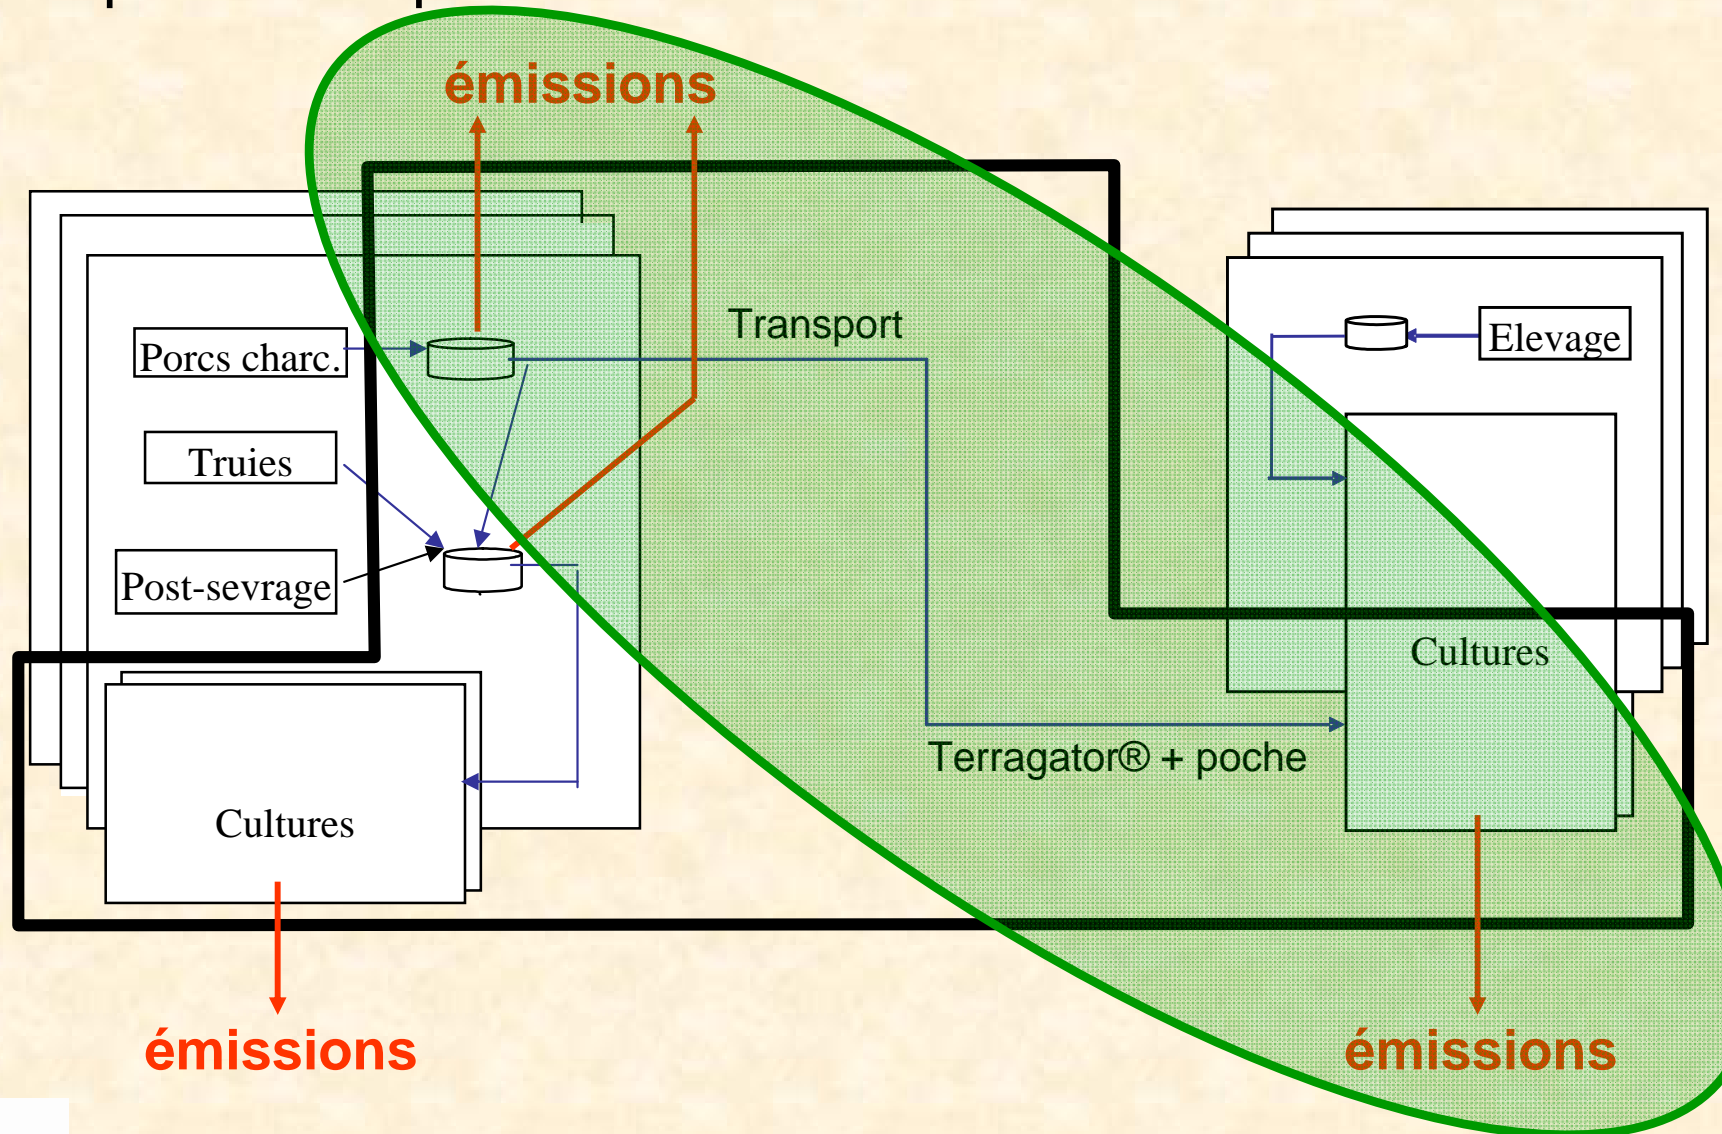 émissions
Transport
Porcs charc.
Elevage
Truies
Post-sevrage
Cultures
Terragator® + poche
Cultures
émissions
émissions